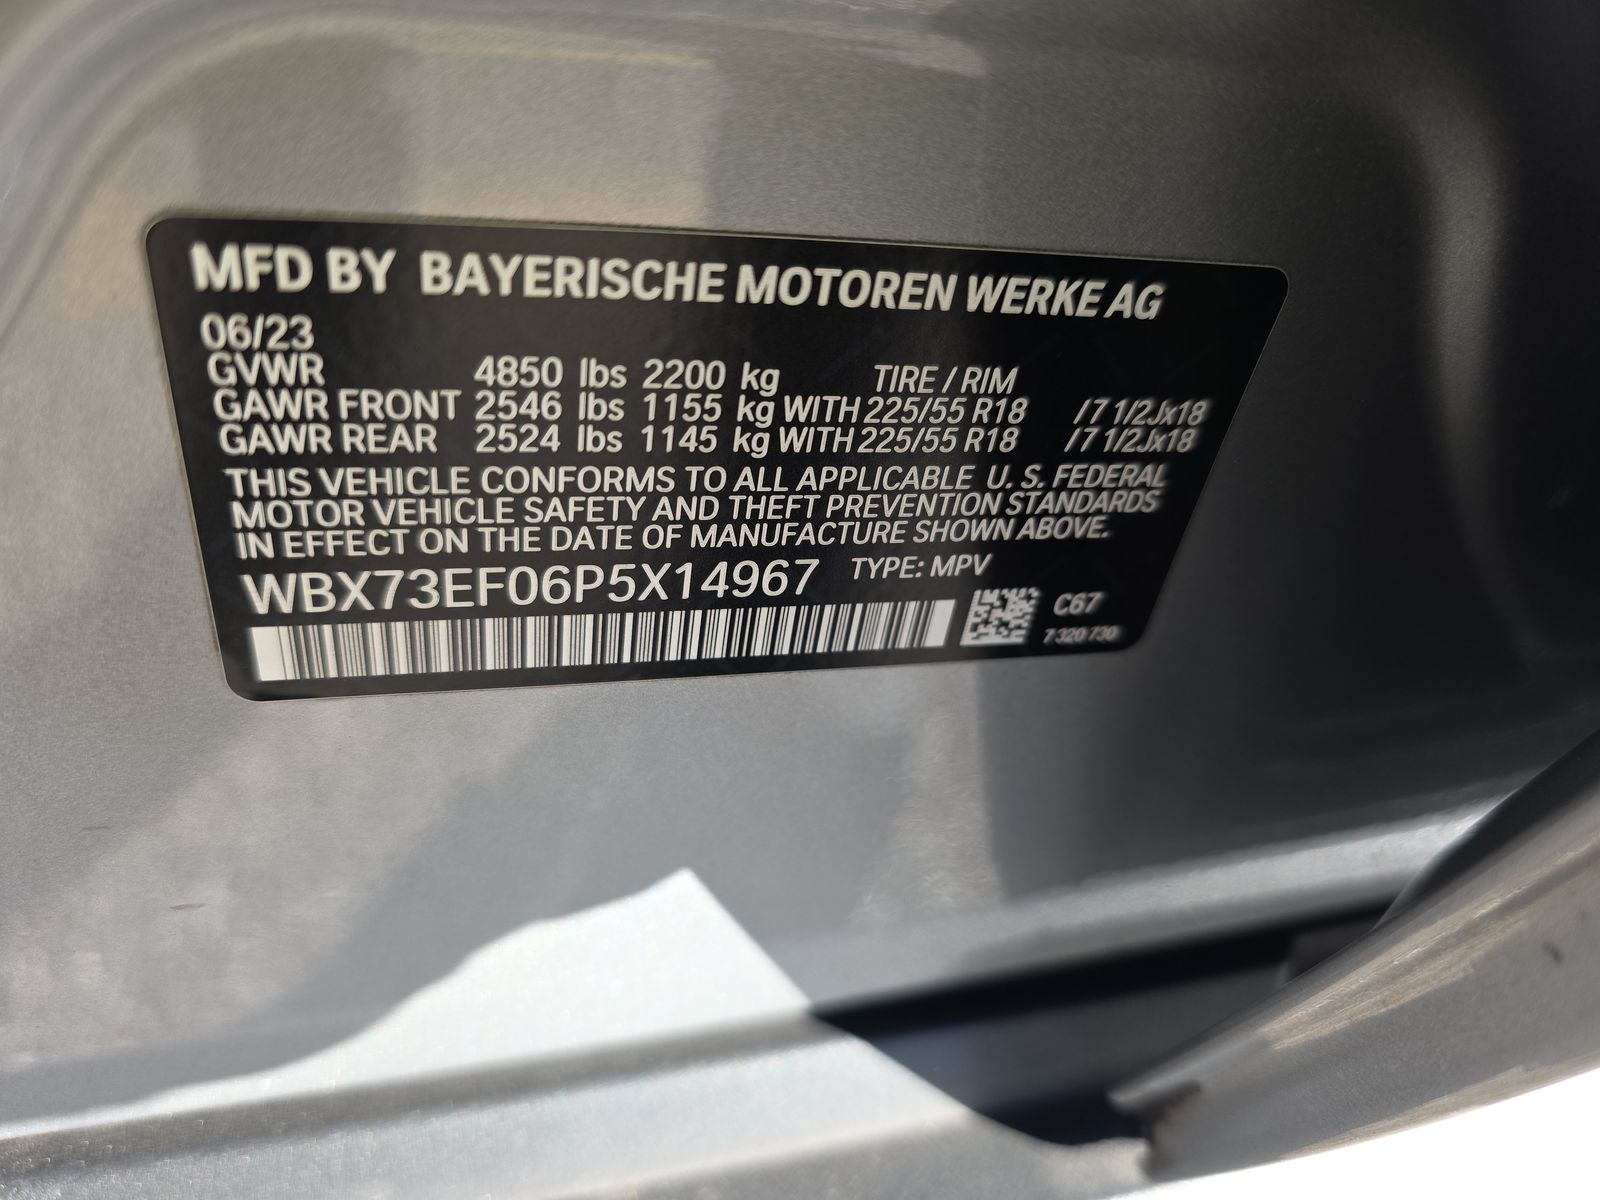 MFD BY BAYERISCHE MOTOREN WERKE AG
06/23
GVWR 4850 lbs 2200 kg TIRE / RIM
GAWR FRONT 2546 lbs 1155 kg WITH 225/55 R18 / 7 1/2Jx18
GAWR REAR 2524 lbs 1145 kg WITH 225/55 R18 / 7 1/2Jx18
THIS VEHICLE CONFORMS TO ALL APPLICABLE U. S. FEDERAL
MOTOR VEHICLE SAFETY AND THEFT PREVENTION STANDARDS
IN EFFECT ON THE DATE OF MANUFACTURE SHOWN ABOVE.
WBX73EF06P5X14967 TYPE: MPV
C67
7 320 730